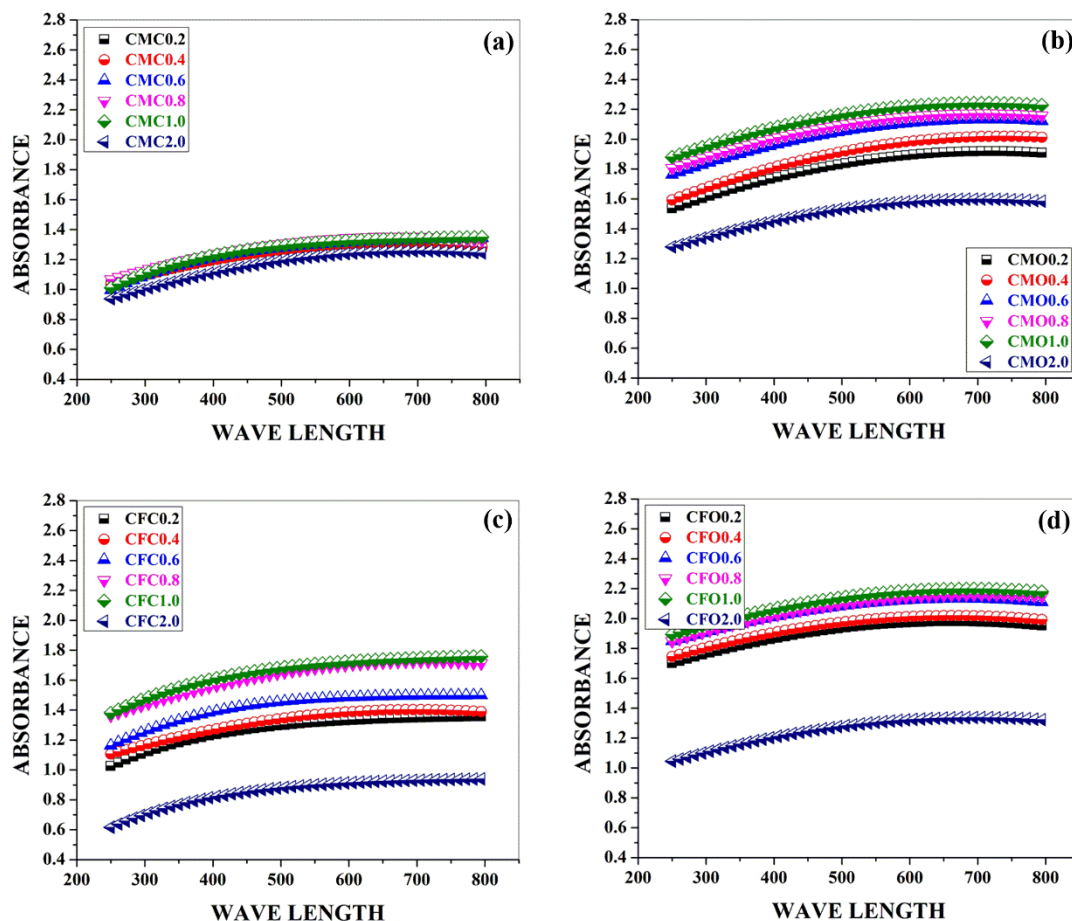 (a)
CMC0.2
CMC0.4
CMC0.6
CMC0.8
CMC1.0
CMC2.0
ABSORBANCE
2.8
2.6
2.4
2.2
2.0
1.8
1.6
1.4
1.2
1.0
0.8
0.6
0.4
200 300 400 500 600 700 800
WAVE LENGTH
(b)
ABSORBANCE
2.8
2.6
2.4
2.2
2.0
1.8
1.6
1.4
1.2
1.0
0.8
0.6
0.4
CMO0.2
CMO0.4
CMO0.6
CMO0.8
CMO1.0
CMO2.0
200 300 400 500 600 700 800
WAVE LENGTH
(c)
CFC0.2
CFC0.4
CFC0.6
CFC0.8
CFC1.0
CFC2.0
ABSORBANCE
2.8
2.6
2.4
2.2
2.0
1.8
1.6
1.4
1.2
1.0
0.8
0.6
0.4
200 300 400 500 600 700 800
WAVE LENGTH
(d)
CFO0.2
CFO0.4
CFO0.6
CFO0.8
CFO1.0
CFO2.0
ABSORBANCE
2.8
2.6
2.4
2.2
2.0
1.8
1.6
1.4
1.2
1.0
0.8
0.6
0.4
200 300 400 500 600 700 800
WAVE LENGTH